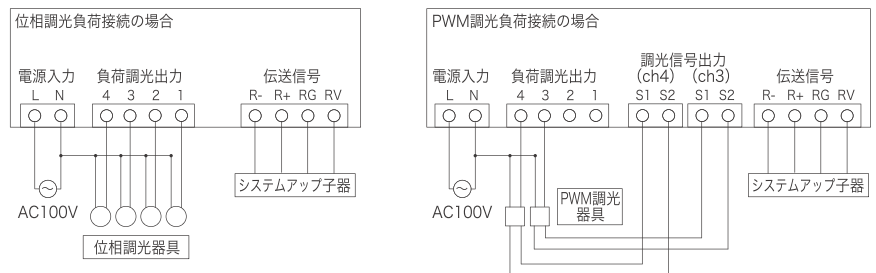 位相調光負荷接続の場合
電源入力
負荷調光出力
伝送信号
L N
4 3 2 1
R- R+ RG RV
システムアップ子器
AC100V
位相調光器具
PWM調光負荷接続の場合
調光信号出力
(ch4) (ch3)
電源入力
負荷調光出力
伝送信号
L N
4 3 2 1
S1 S2
S1 S2
R- R+ RG RV
システムアップ子器
AC100V
PWM調光
器具